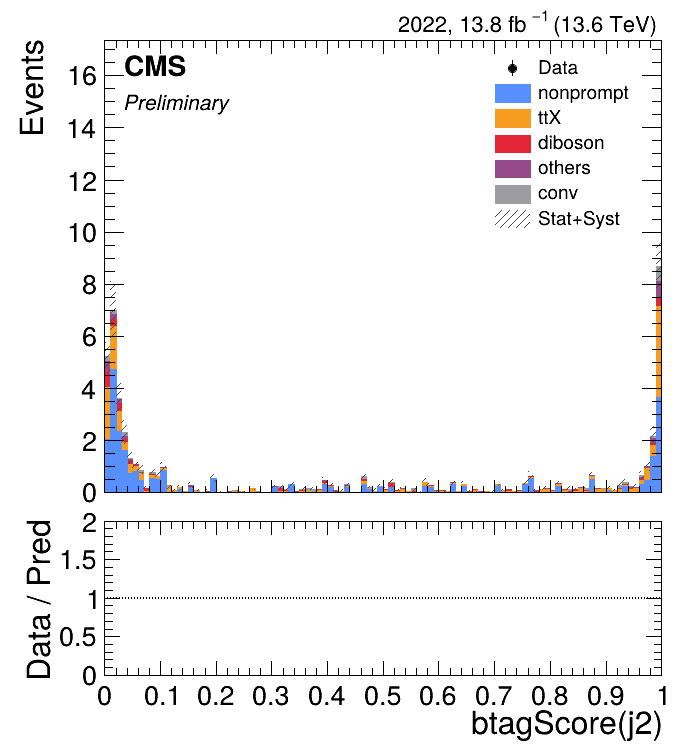 2022, 13.8 fb⁻¹ (13.6 TeV)
CMS
Preliminary
Events
Data
nonprompt
ttX
diboson
others
conv
Stat+Syst
16
14
12
10
8
6
4
2
0
Data / Pred
2
1.5
1
0.5
0
0 0.1 0.2 0.3 0.4 0.5 0.6 0.7 0.8 0.9 1
btagScore(j2)